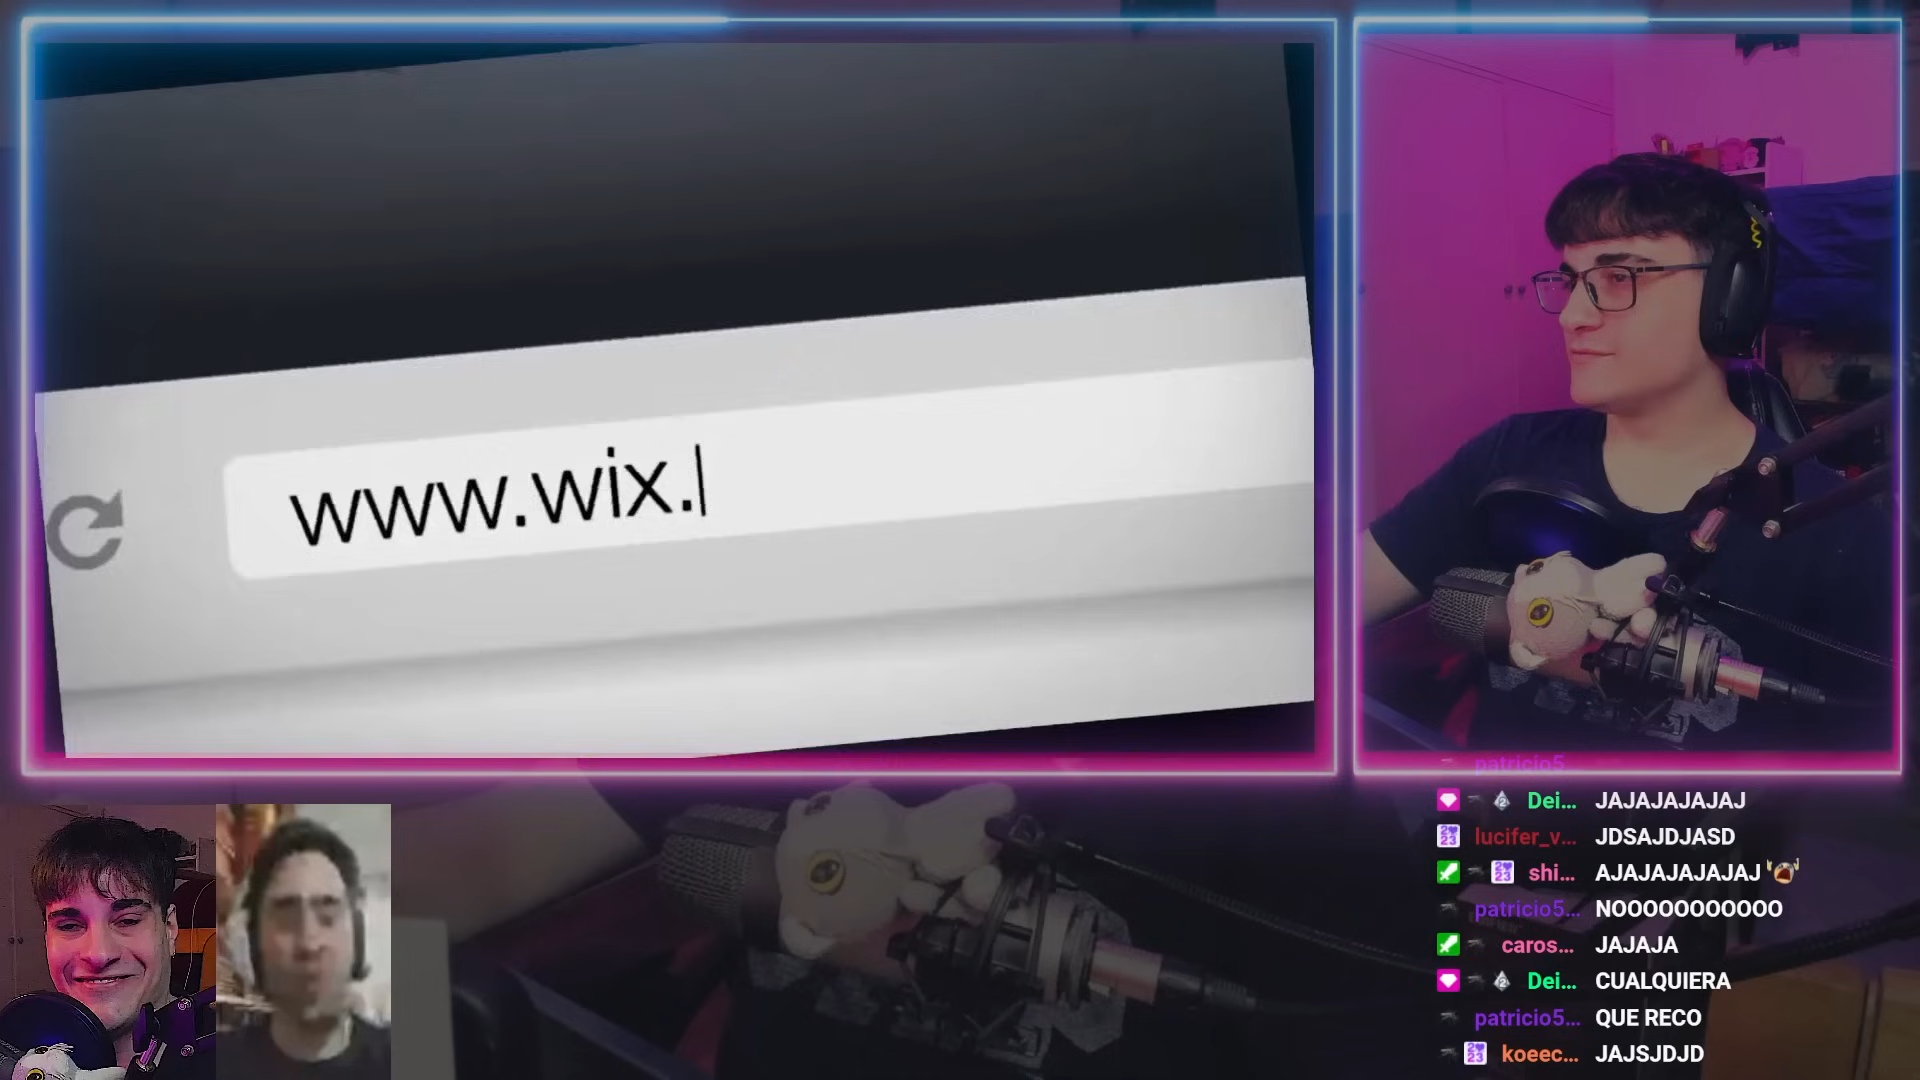 www.wix.
patricio5...
Dei... JAJAJAJAJAJ
lucifer_v... JDSAJDJASD
shi... AJAJAJAJAJAJ
patricio5... NOOOOOOOOOOO
caros... JAJAJA
Dei... CUALQUIERA
patricio5... QUE RECO
koeec... JAJSJDJD